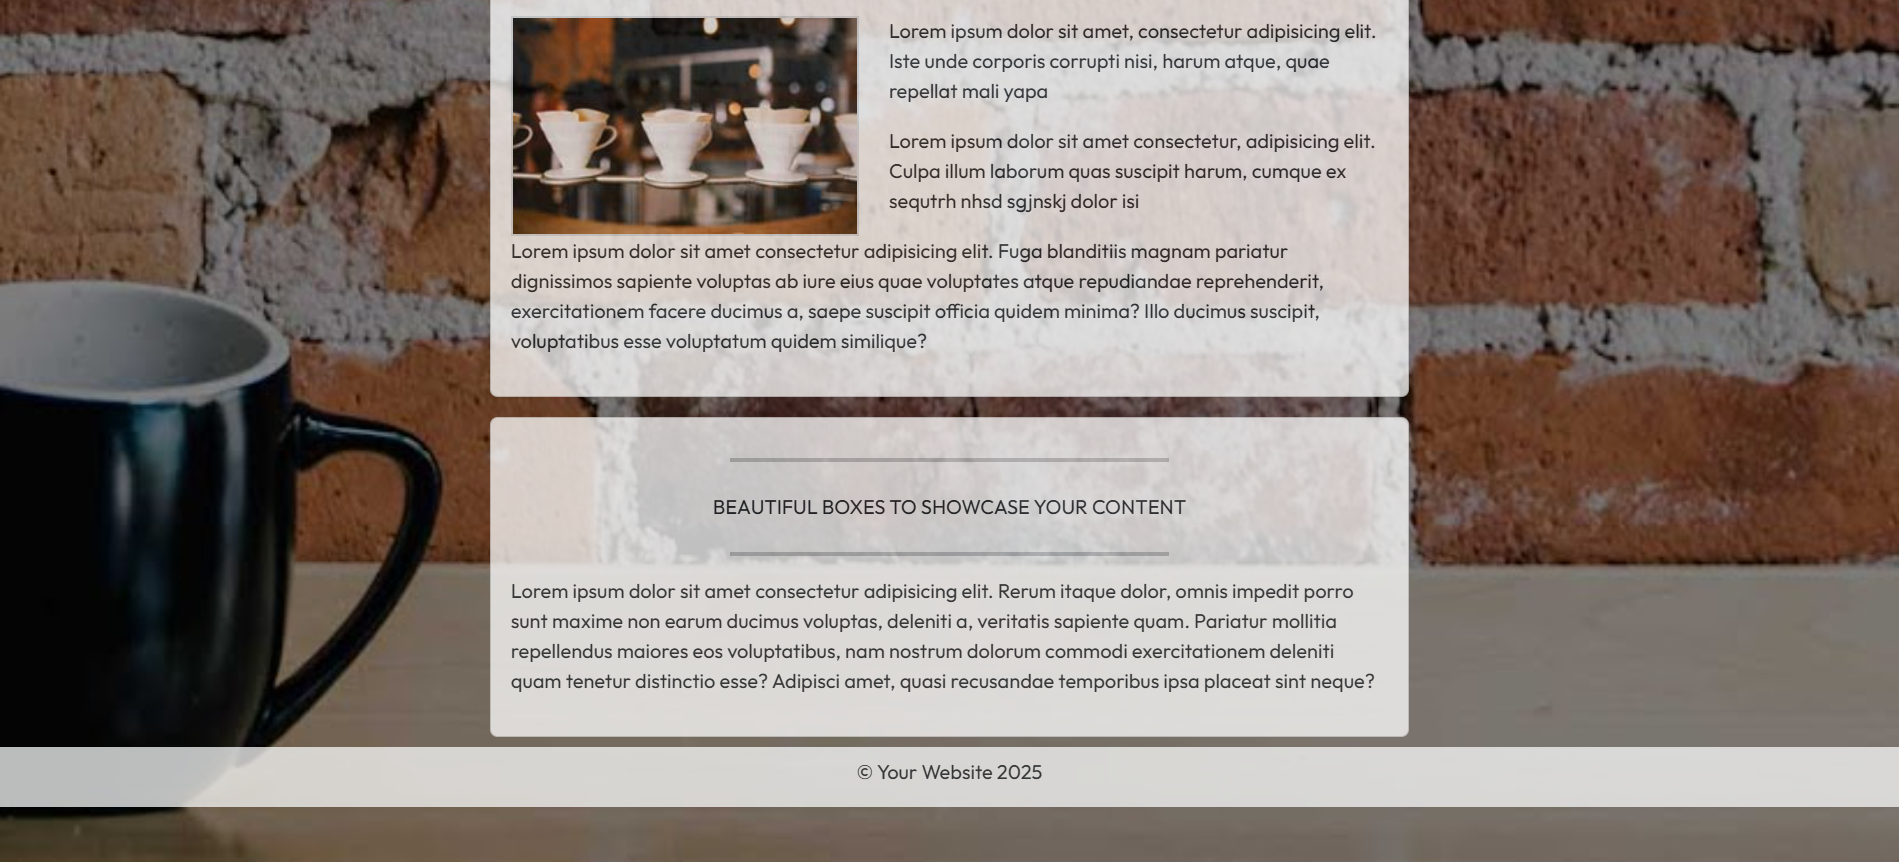 Lorem ipsum dolor sit amet, consectetur adipisicing elit.
Iste unde corporis corrupti nisi, harum atque, quae
repellat mali yapa
Lorem ipsum dolor sit amet consectetur, adipisicing elit.
Culpa illum laborum quas suscipit harum, cumque ex
sequtrh nhsd sgjnskj dolor isi
Lorem ipsum dolor sit amet consectetur adipisicing elit. Fuga blanditiis magnam pariatur
dignissimos sapiente voluptas ab iure eius quae voluptates atque repudiandae reprehenderit,
exercitationem facere ducimus a, saepe suscipit officia quidem minima? Illo ducimus suscipit,
voluptatibus esse voluptatum quidem similique?
BEAUTIFUL BOXES TO SHOWCASE YOUR CONTENT
Lorem ipsum dolor sit amet consectetur adipisicing elit. Rerum itaque dolor, omnis impedit porro
sunt maxime non earum ducimus voluptas, deleniti a, veritatis sapiente quam. Pariatur mollitia
repellendus maiores eos voluptatibus, nam nostrum dolorum commodi exercitationem deleniti
quam tenetur distinctio esse? Adipisci amet, quasi recusandae temporibus ipsa placeat sint neque?
© Your Website 2025